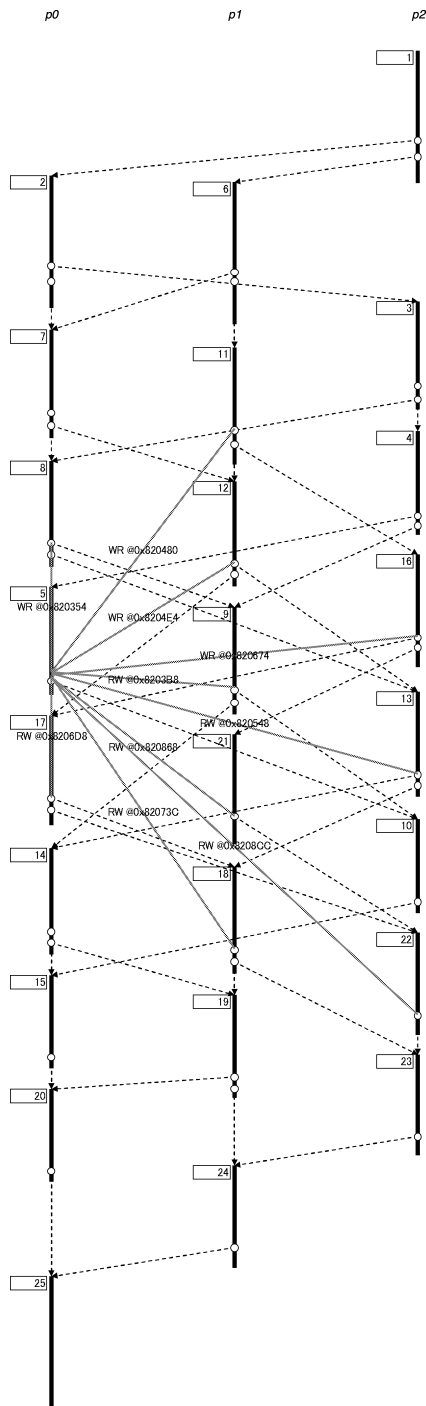 p0 p1 p2
1
2
6
3
7
11
4
8
12
WR @0x820480
16
5
WR @0x820354
9
WR @0x8204E4
WR @0x820674
RW @0x8203B8
13
17
RW @0x820548
RW @0x8206D8
21
RW @0x820868
10
RW @0x82073C
RW @0x8208CC
14
18
22
15
19
23
20
24
25